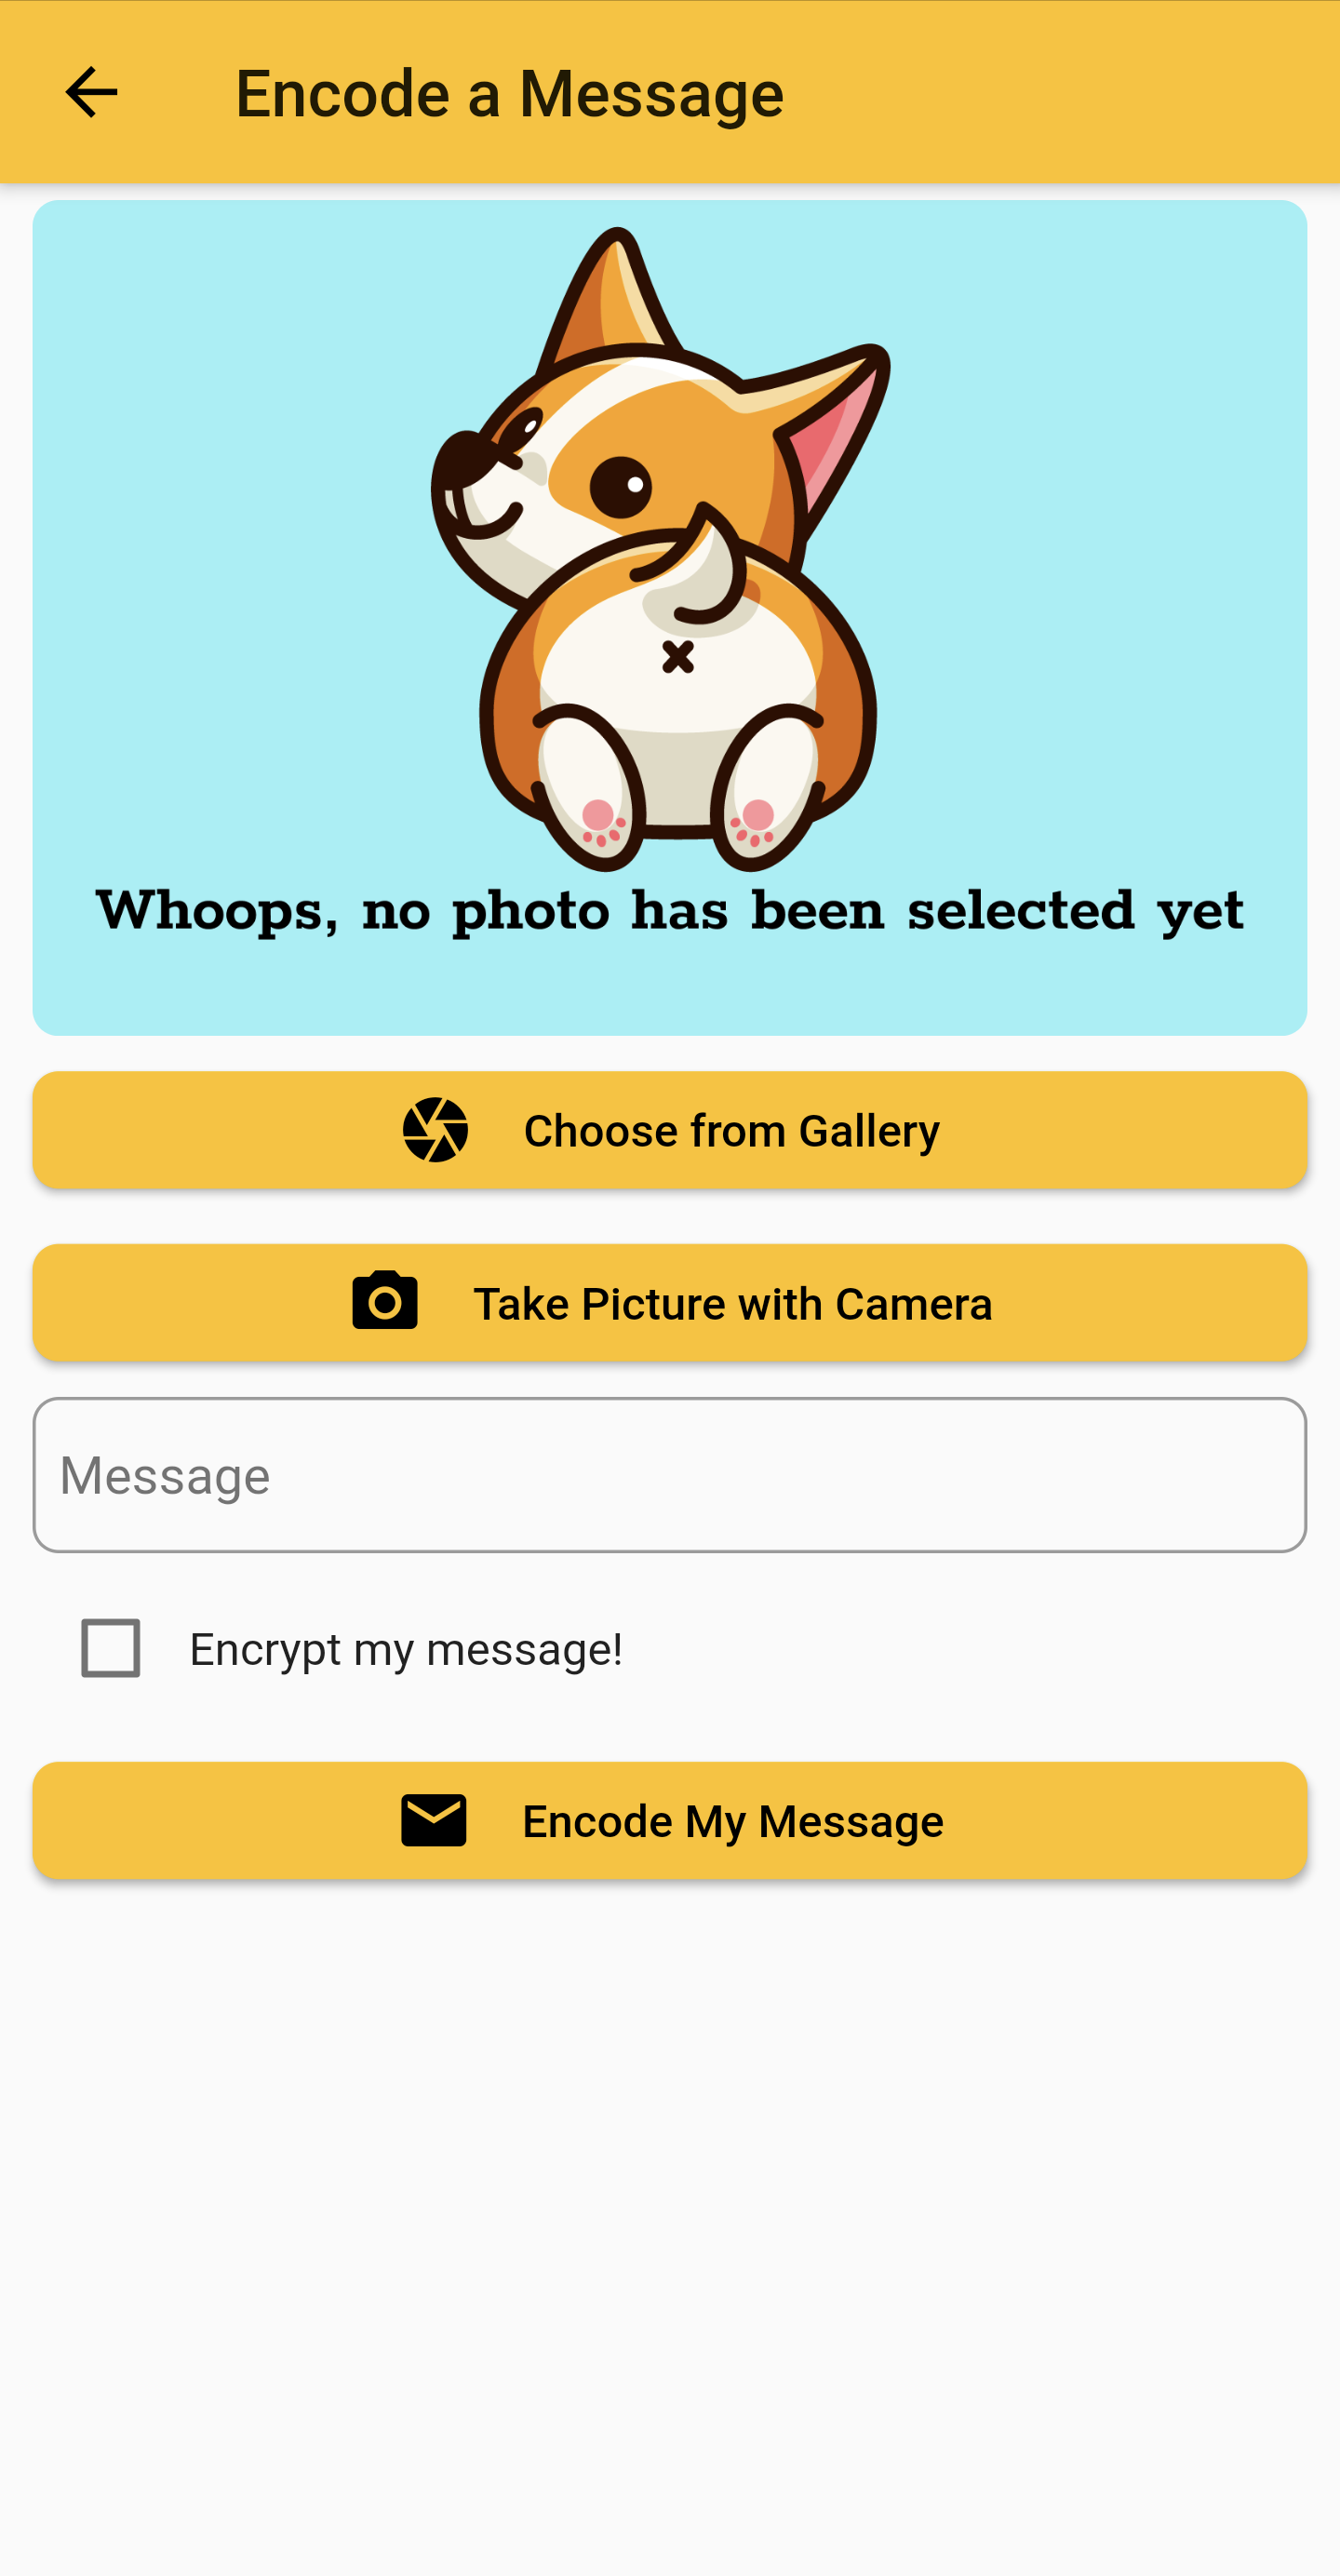 Encode a Message
Whoops, no photo has been selected yet
Choose from Gallery
Take Picture with Camera
Message
Encrypt my message!
Encode My Message